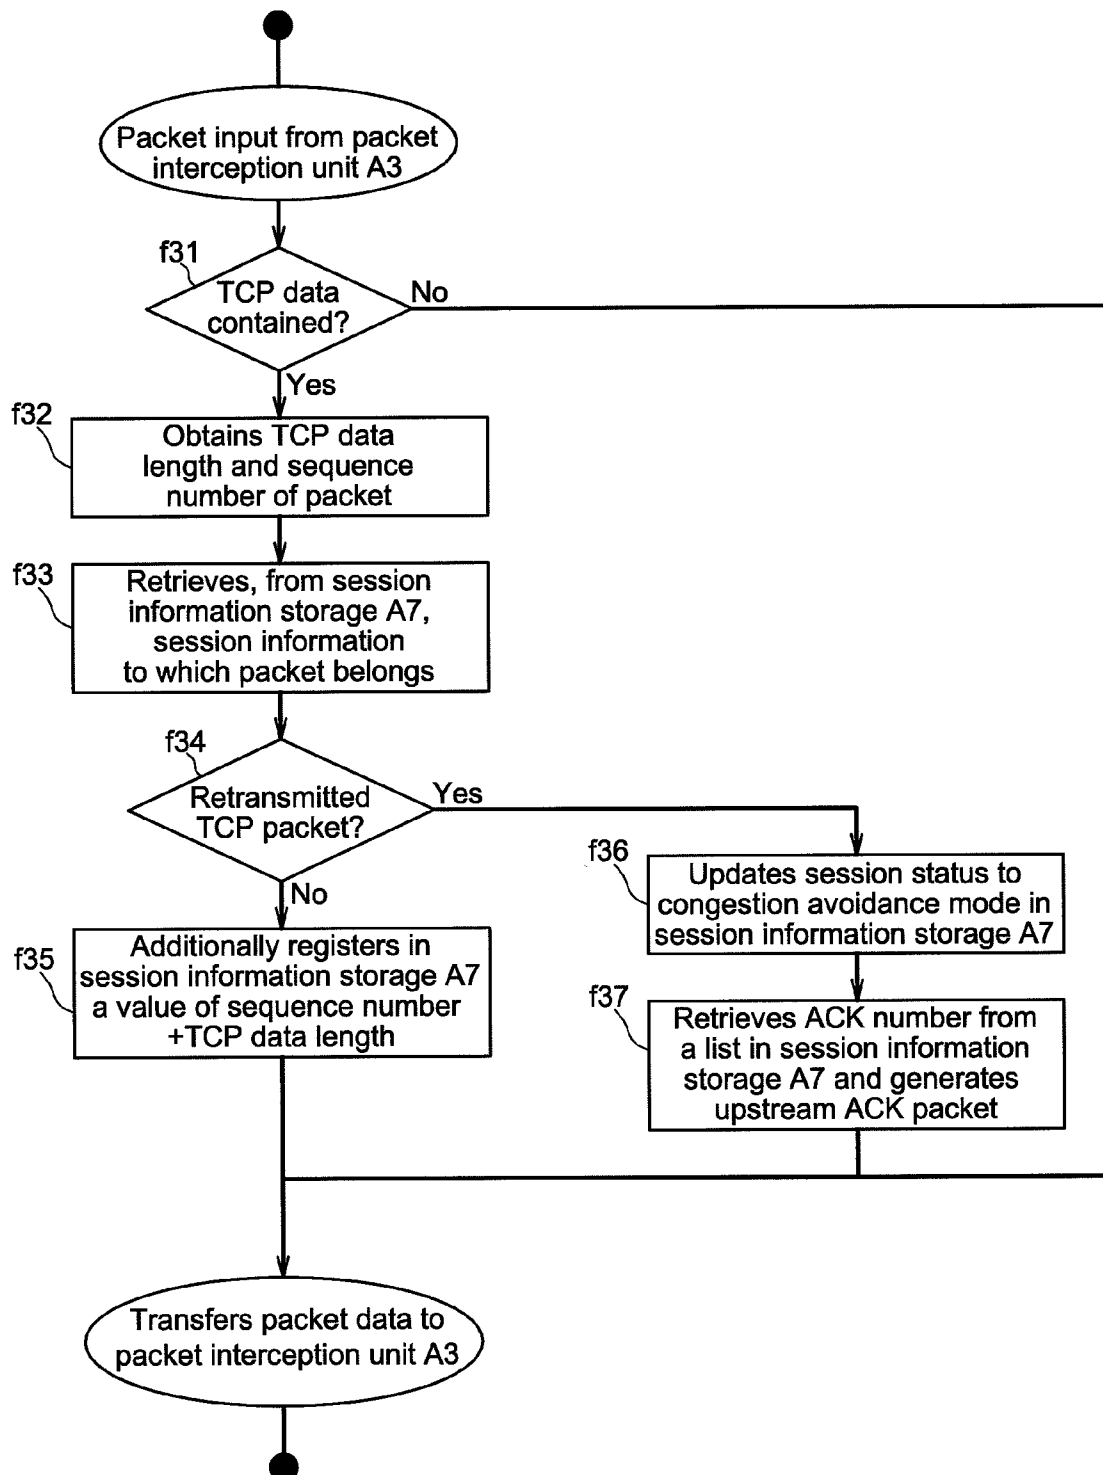 Packet input from packet
interception unit A3
f31
TCP data
contained?
No
Yes
f32
Obtains TCP data
length and sequence
number of packet
f33
Retrieves, from session
information storage A7,
session information
to which packet belongs
f34
Retransmitted
TCP packet?
Yes
No
f36
Updates session status to
congestion avoidance mode in
session information storage A7
f35
Additionally registers in
session information storage A7
a value of sequence number
+TCP data length
f37
Retrieves ACK number from
a list in session information
storage A7 and generates
upstream ACK packet
Transfers packet data to
packet interception unit A3